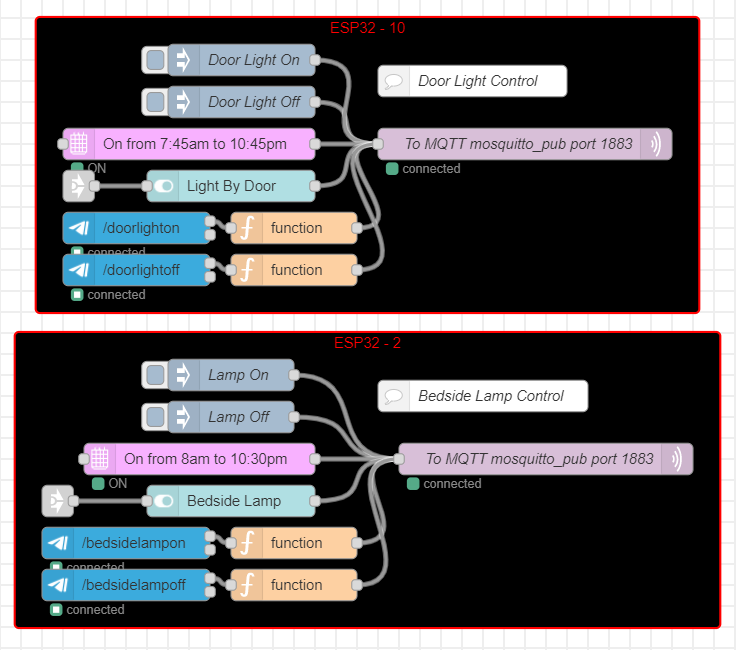 ESP32 - 10
Door Light On
Door Light Control
Door Light Off
On from 7:45am to 10:45pm
To MQTT mosquitto_pub port 1883
ON
connected
Light By Door
/doorlighton
function
connected
/doorlightoff
function
connected
ESP32 - 2
Lamp On
Bedside Lamp Control
Lamp Off
On from 8am to 10:30pm
To MQTT mosquitto_pub port 1883
ON
connected
Bedside Lamp
/bedsidelampon
function
connected
/bedsidelampoff
function
connected